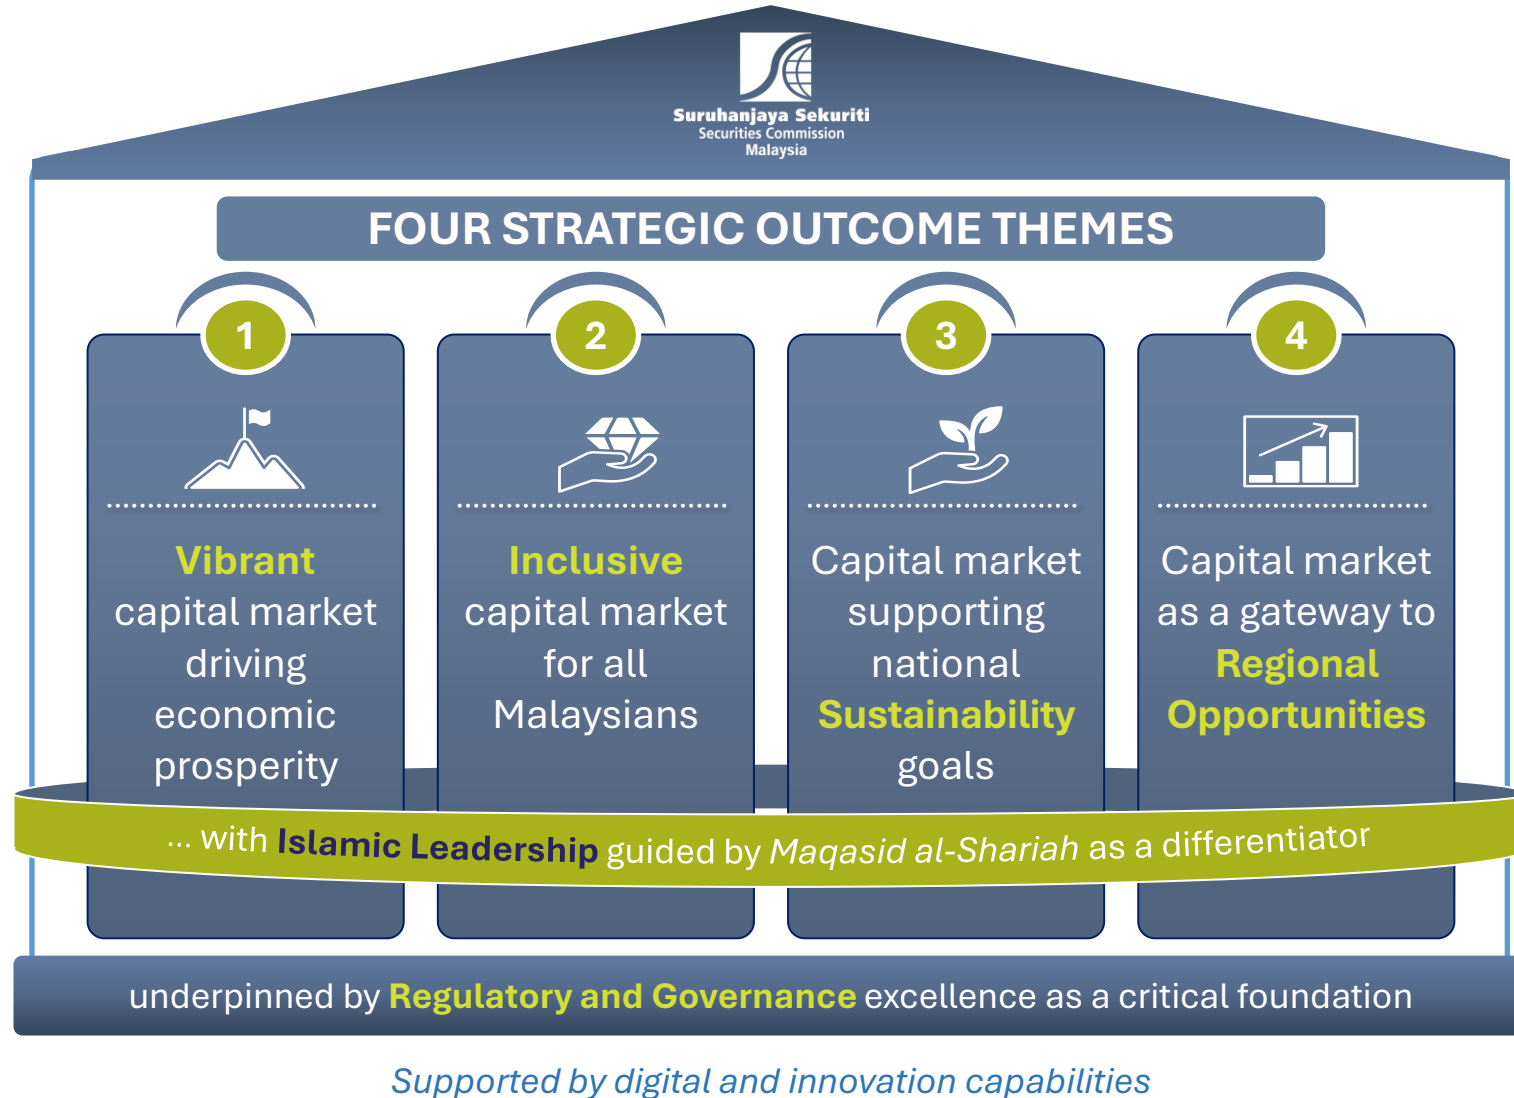 Suruhanjaya Sekuriti
Securities Commission
Malaysia
FOUR STRATEGIC OUTCOME THEMES
1
Vibrant
capital market
driving
economic
prosperity
2
Inclusive
capital market
for all
Malaysians
3
Capital market
supporting
national
Sustainability
goals
4
Capital market
as a gateway to
Regional
Opportunities
... with Islamic Leadership guided by Maqasid al-Shariah as a differentiator
underpinned by Regulatory and Governance excellence as a critical foundation
Supported by digital and innovation capabilities